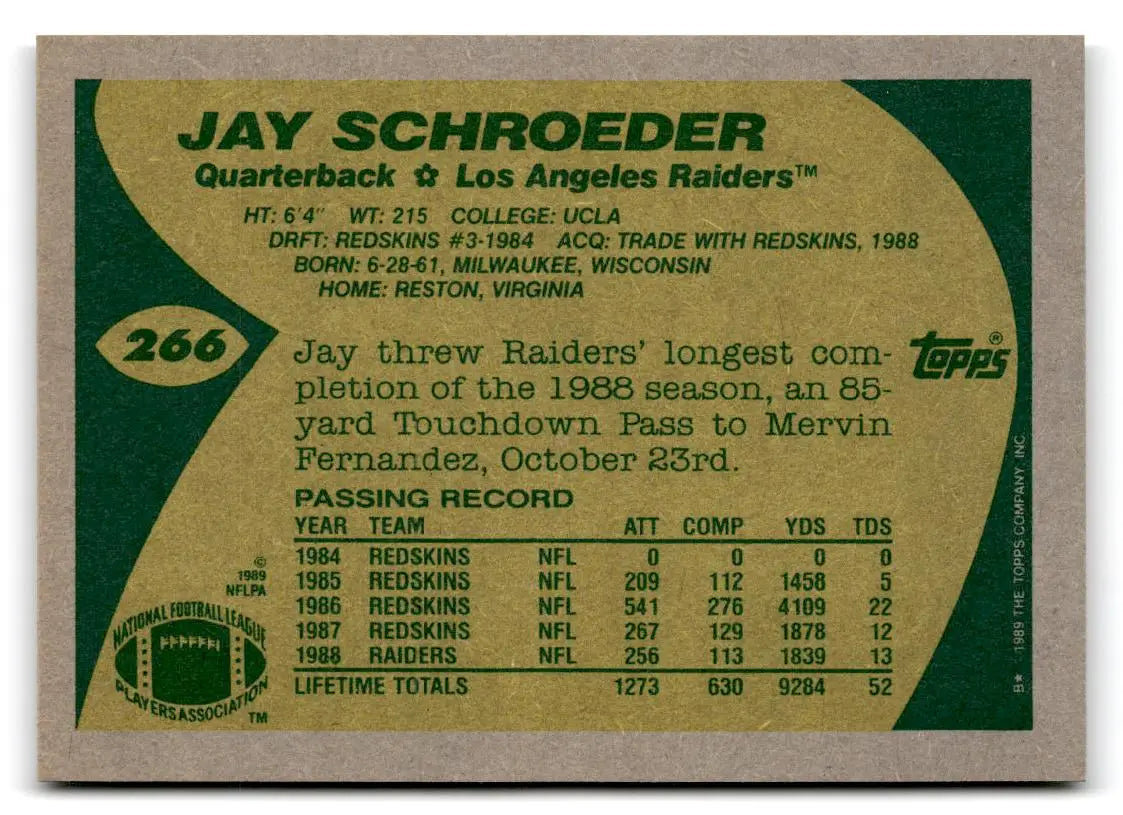 JAY SCHROEDER
Quarterback ✿ Los Angeles Raiders™
HT: 6'4" WT: 215 COLLEGE: UCLA
DRFT: REDSKINS #3-1984 ACQ: TRADE WITH REDSKINS, 1988
BORN: 6-28-61, MILWAUKEE, WISCONSIN
HOME: RESTON, VIRGINIA
266
topps®
Jay threw Raiders' longest com-
pletion of the 1988 season, an 85-
yard Touchdown Pass to Mervin
Fernandez, October 23rd.
PASSING RECORD
YEAR TEAM ATT COMP YDS TDS
1984 REDSKINS NFL 0 0 0 0
1985 REDSKINS NFL 209 112 1458 5
1986 REDSKINS NFL 541 276 4109 22
1987 REDSKINS NFL 267 129 1878 12
1988 RAIDERS NFL 256 113 1839 13
LIFETIME TOTALS 1273 630 9284 52
©
1989
NFLPA
NATIONAL FOOTBALL LEAGUE
PLAYERS ASSOCIATION
TM
B★ 1989 THE TOPPS COMPANY, INC.